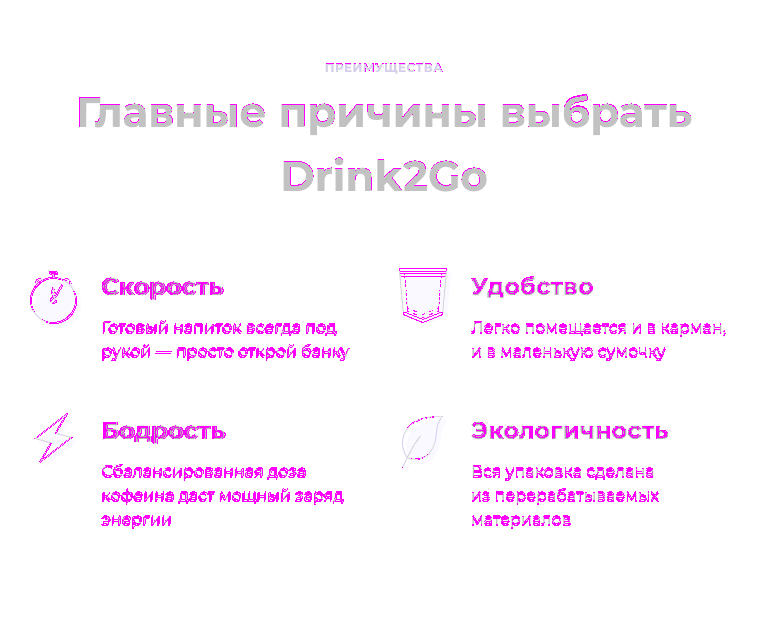 ПРЕИМУЩЕСТВА
Главные причины выбрать
Drink2Go
Скорость
Готовый напиток всегда под
рукой — просто открой банку
Удобство
Легко помещается и в карман,
и в маленькую сумочку
Бодрость
Сбалансированная доза
кофеина даст мощный заряд
энергии
Экологичность
Вся упаковка сделана
из перерабатываемых
материалов